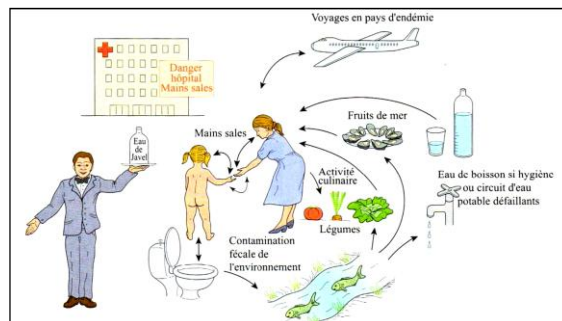 Voyages en pays d'endémie
Danger
hôpital
Mains sales
Eau
de
Javel
Mains sales
Fruits de mer
Activité
culinaire
Légumes
Eau de boisson si hygiène
ou circuit d'eau
potable défaillants
Contamination
fécale de
l'environnement